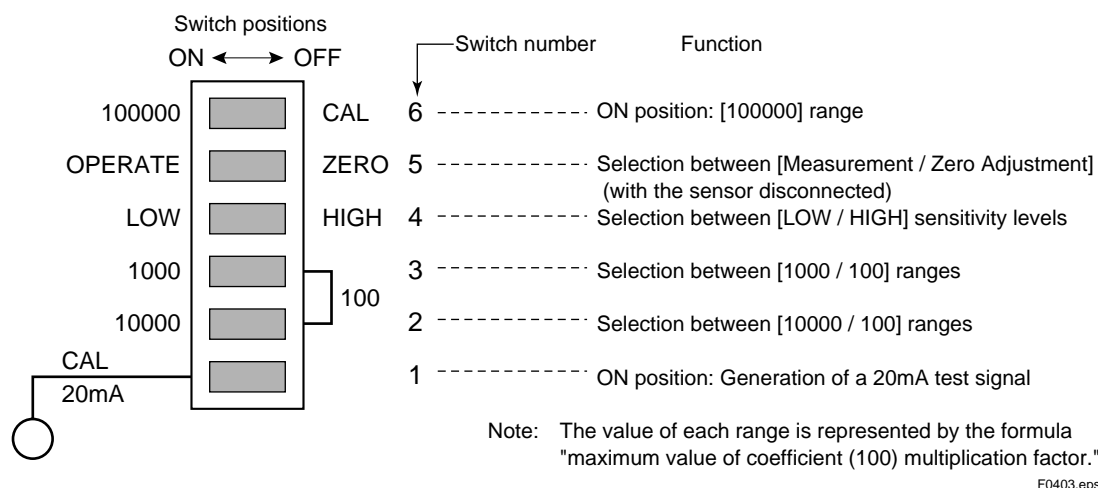 Switch positions
ON OFF
Switch number Function
100000 CAL 6 ON position: [100000] range
OPERATE ZERO 5 Selection between [Measurement / Zero Adjustment]
(with the sensor disconnected)
LOW HIGH 4 Selection between [LOW / HIGH] sensitivity levels
1000 3 Selection between [1000 / 100] ranges
100
10000 2 Selection between [10000 / 100] ranges
CAL
20mA
1 ON position: Generation of a 20mA test signal
Note: The value of each range is represented by the formula
"maximum value of coefficient (100) multiplication factor."
F0403.eps